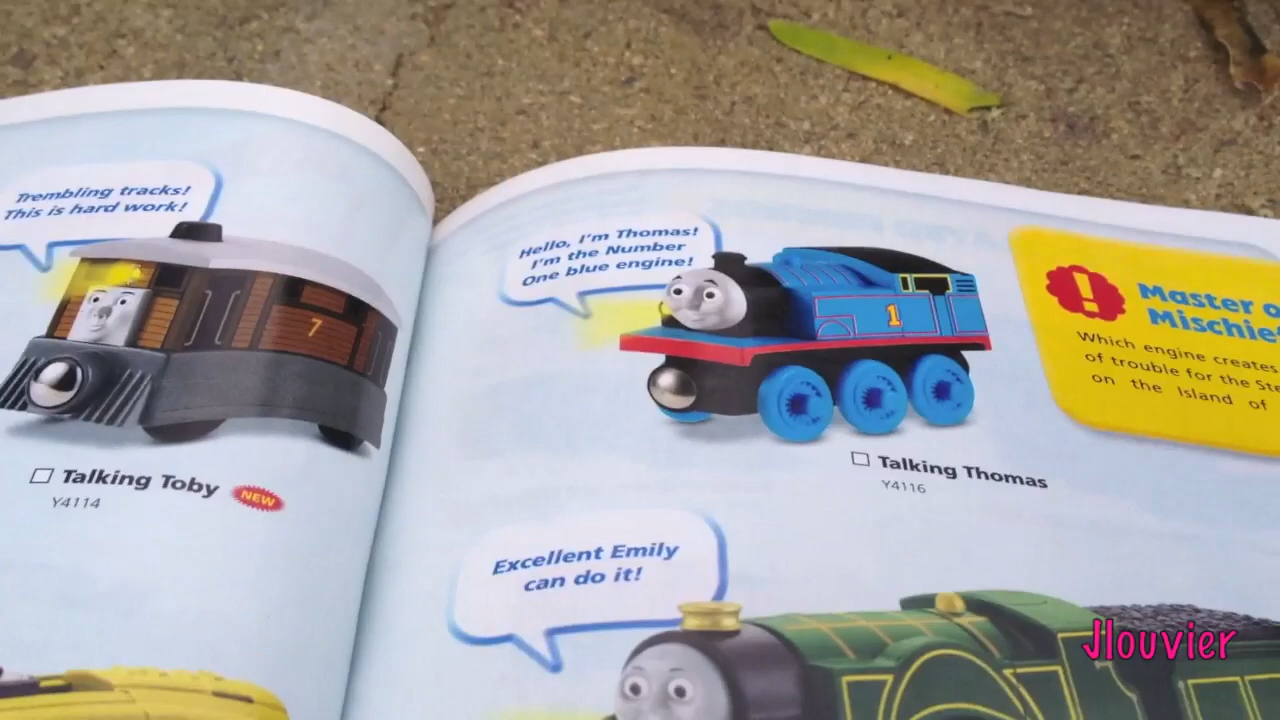 Trembling tracks!
This is hard work!
7
Talking Toby NEW
Y4114
Hello, I'm Thomas!
I'm the Number
One blue engine!
1
Talking Thomas
Y4116
Master
Mischie
Which engine creates
of trouble for the Ste
on the Island of
Excellent Emily
can do it!
Jlouvier